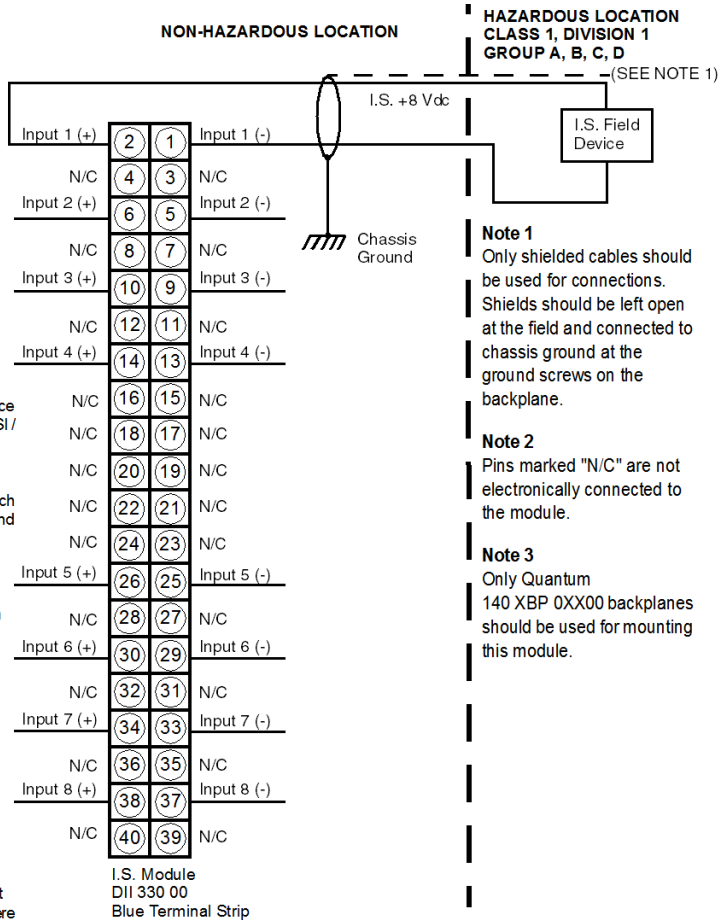 NON-HAZARDOUS LOCATION
HAZARDOUS LOCATION
CLASS 1, DIVISION 1
GROUP A, B, C, D
(SEE NOTE 1)
I.S. +8 Vdc
I.S. Field
Device
Chassis
Ground
Input 1 (+) 2 1 Input 1 (-)
N/C 4 3 N/C
Input 2 (+) 6 5 Input 2 (-)
N/C 8 7 N/C
Input 3 (+) 10 9 Input 3 (-)
N/C 12 11 N/C
Input 4 (+) 14 13 Input 4 (-)
N/C 16 15 N/C
N/C 18 17 N/C
N/C 20 19 N/C
N/C 22 21 N/C
N/C 24 23 N/C
Input 5 (+) 26 25 Input 5 (-)
N/C 28 27 N/C
Input 6 (+) 30 29 Input 6 (-)
N/C 32 31 N/C
Input 7 (+) 34 33 Input 7 (-)
N/C 36 35 N/C
Input 8 (+) 38 37 Input 8 (-)
N/C 40 39 N/C
I.S. Module
DII 330 00
Blue Terminal Strip
Note 1
Only shielded cables should
be used for connections.
Shields should be left open
at the field and connected to
chassis ground at the
ground screws on the
backplane.
Note 2
Pins marked "N/C" are not
electronically connected to
the module.
Note 3
Only Quantum
140 XBP 0XX00 backplanes
should be used for mounting
this module.